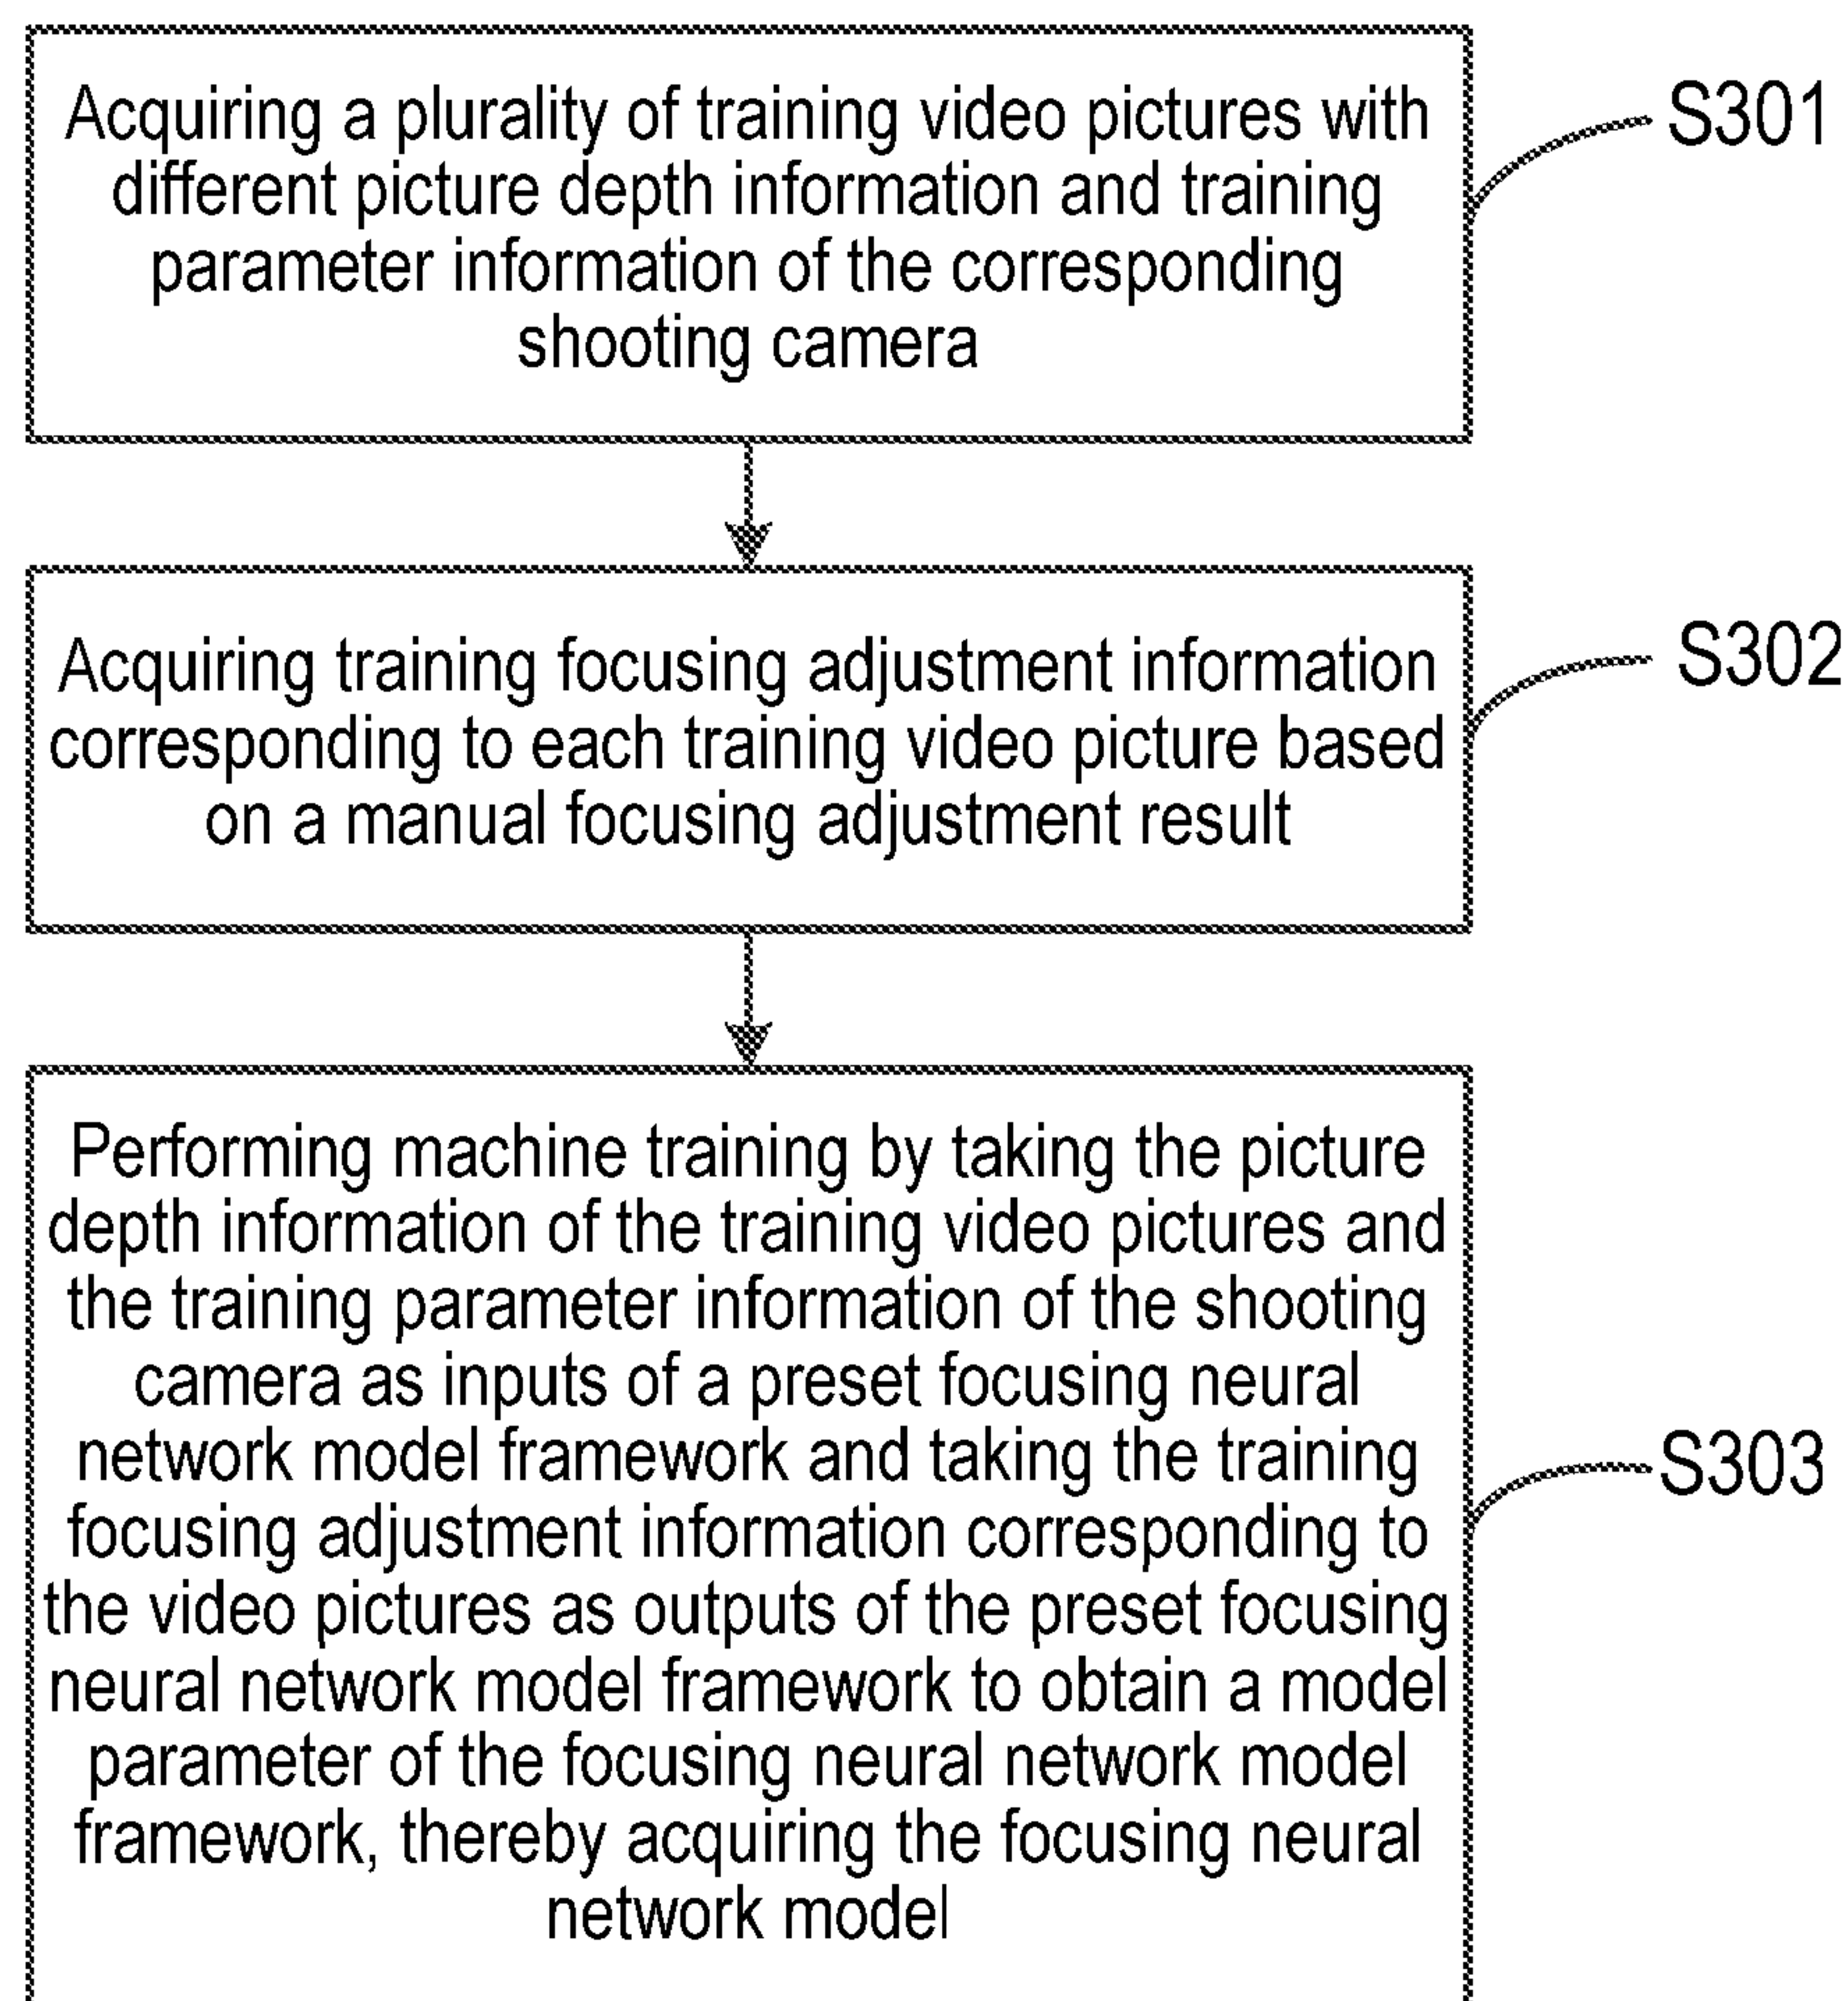 Acquiring a plurality of training video pictures with
different picture depth information and training
parameter information of the corresponding
shooting camera
S301
Acquiring training focusing adjustment information
corresponding to each training video picture based
on a manual focusing adjustment result
S302
Performing machine training by taking the picture
depth information of the training video pictures and
the training parameter information of the shooting
camera as inputs of a preset focusing neural
network model framework and taking the training
focusing adjustment information corresponding to
the video pictures as outputs of the preset focusing
neural network model framework to obtain a model
parameter of the focusing neural network model
framework, thereby acquiring the focusing neural
network model
S303